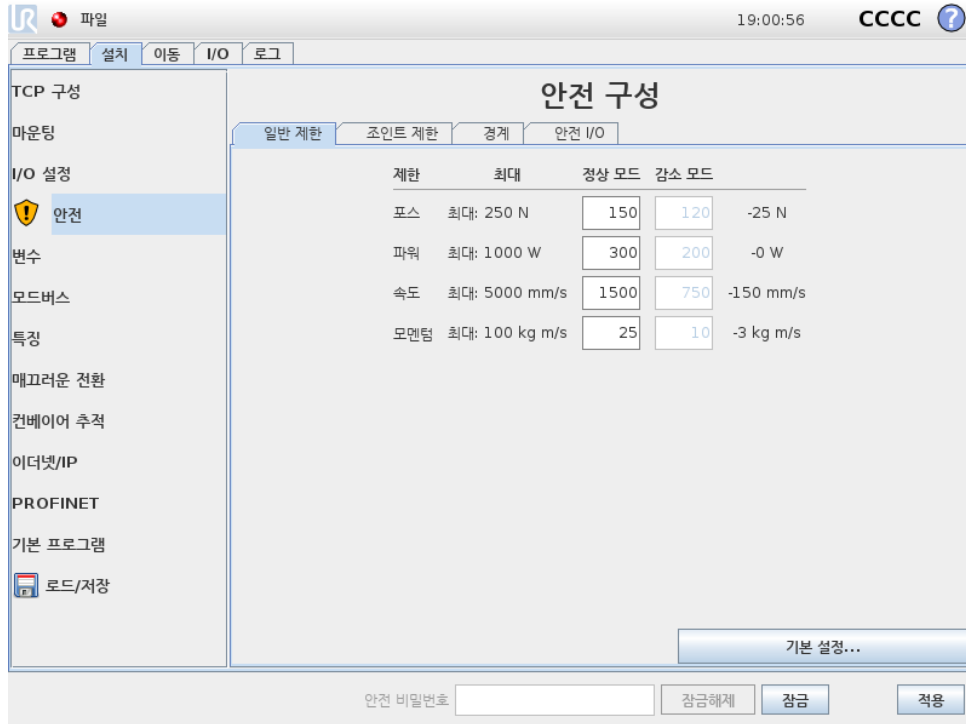 UR 파일 19:00:56 CCCC ?
프로그램 설치 이동 I/O 로그
TCP 구성
마운팅
I/O 설정
안전
변수
모드버스
특징
매끄러운 전환
컨베이어 추적
이더넷/IP
PROFINET
기본 프로그램
로드/저장
안전 구성
일반 제한 조인트 제한 경계 안전 I/O
제한 최대 정상 모드 감소 모드
포스 최대: 250 N 150 120 -25 N
파워 최대: 1000 W 300 200 -0 W
속도 최대: 5000 mm/s 1500 750 -150 mm/s
모멘텀 최대: 100 kg m/s 25 10 -3 kg m/s
기본 설정...
안전 비밀번호 잠금해제 잠금 적용